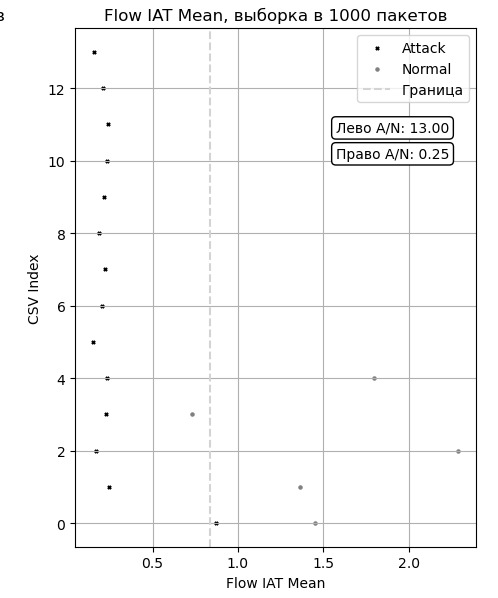 в
Flow IAT Mean, выборка в 1000 пакетов
Attack
Normal
Граница
Лево A/N: 13.00
Право A/N: 0.25
CSV Index
12
10
8
6
4
2
0
0.5 1.0 1.5 2.0
Flow IAT Mean